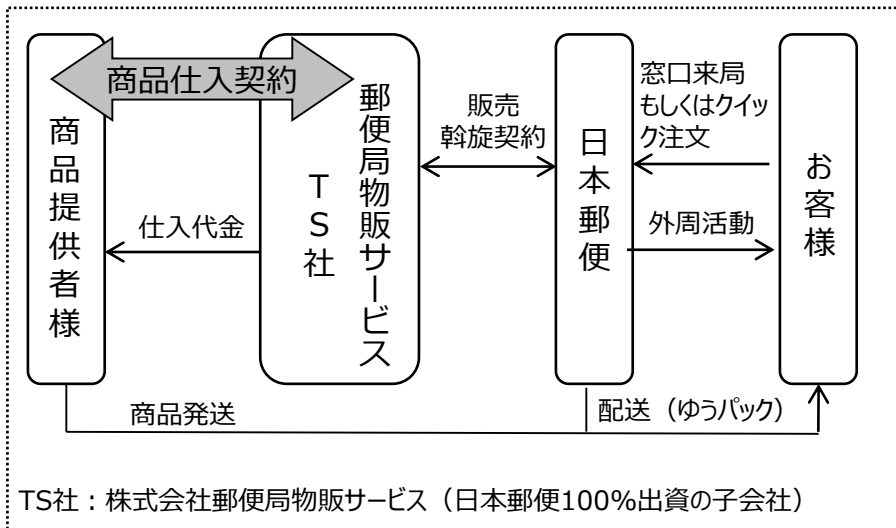 商品仕入契約
商品提供者様
郵便局物販サービス
TS社
仕入代金
販売
斡旋契約
日本郵便
窓口来局
もしくはクイッ
ク注文
外周活動
お客様
商品発送
配送（ゆうパック）
TS社：株式会社郵便局物販サービス（日本郵便100%出資の子会社）